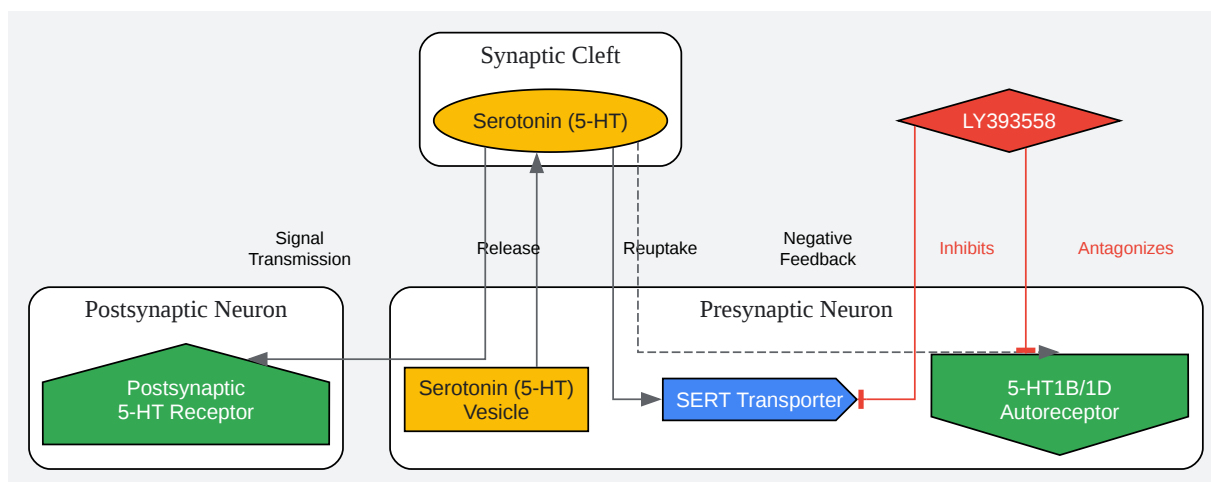 Synaptic Cleft
Serotonin (5-HT)
LY393558
Signal
Transmission
Release
Reuptake
Negative
Feedback
Inhibits
Antagonizes
Postsynaptic Neuron
Presynaptic Neuron
Postsynaptic
5-HT Receptor
Serotonin (5-HT)
Vesicle
SERT Transporter
5-HT1B/1D
Autoreceptor